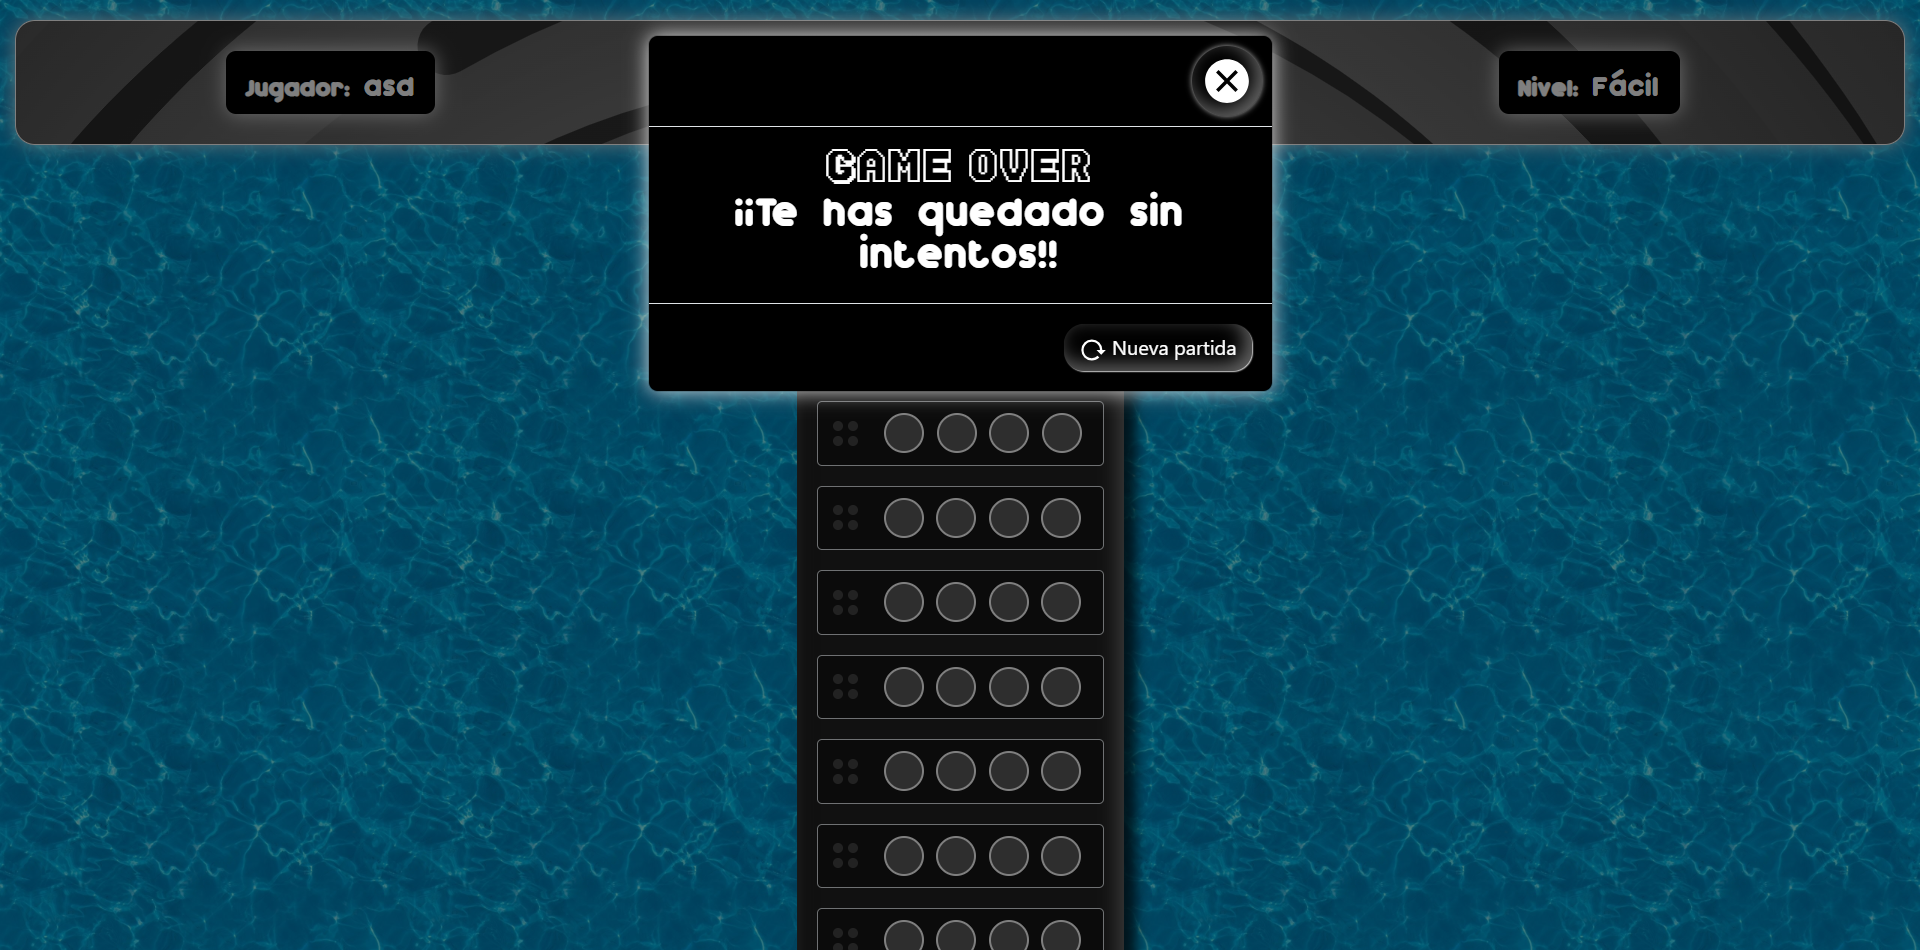 Jugador: asd
Nivel: Fácil
GAME OVER
¡¡Te has quedado sin
intentos!!
Nueva partida